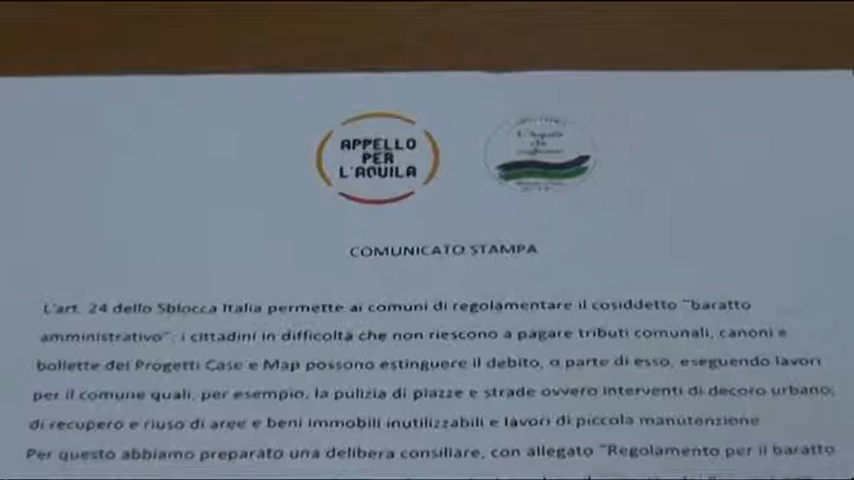 APPELLO
PER
L'AQUILA
L'Aquila
che
vogliamo
COMUNICATO STAMPA
L'art. 24 dello Sblocca Italia permette ai comuni di regolamentare il cosiddetto "baratto
amministrativo": i cittadini in difficoltà che non riescono a pagare tributi comunali, canoni e
bollette dei Progetti Case e Map possono estinguere il debito, o parte di esso, eseguendo lavori
per il comune quali, per esempio, la pulizia di piazze e strade ovvero interventi di decoro urbano,
di recupero e riuso di aree e beni immobili inutilizzabili e lavori di piccola manutenzione
Per questo abbiamo preparato una delibera consiliare, con allegato "Regolamento per il baratto